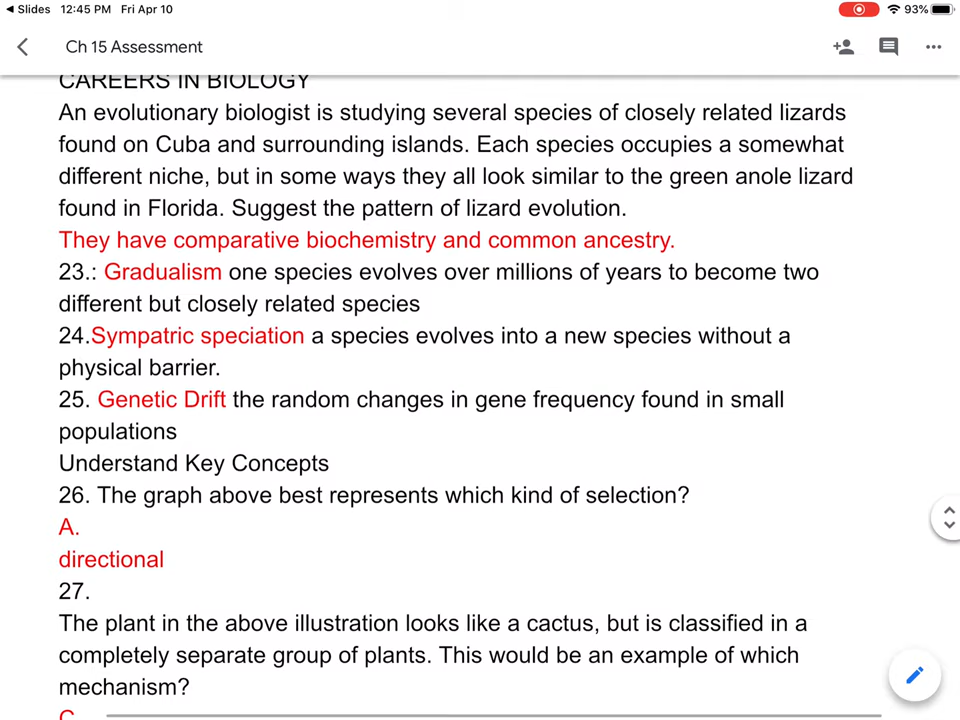 Slides 12:45 PM Fri Apr 10 93%
Ch 15 Assessment
CAREERS IN BIOLOGY
An evolutionary biologist is studying several species of closely related lizards
found on Cuba and surrounding islands. Each species occupies a somewhat
different niche, but in some ways they all look similar to the green anole lizard
found in Florida. Suggest the pattern of lizard evolution.
They have comparative biochemistry and common ancestry.
23.: Gradualism one species evolves over millions of years to become two
different but closely related species
24.Sympatric speciation a species evolves into a new species without a
physical barrier.
25. Genetic Drift the random changes in gene frequency found in small
populations
Understand Key Concepts
26. The graph above best represents which kind of selection?
A.
directional
27.
The plant in the above illustration looks like a cactus, but is classified in a
completely separate group of plants. This would be an example of which
mechanism?
C